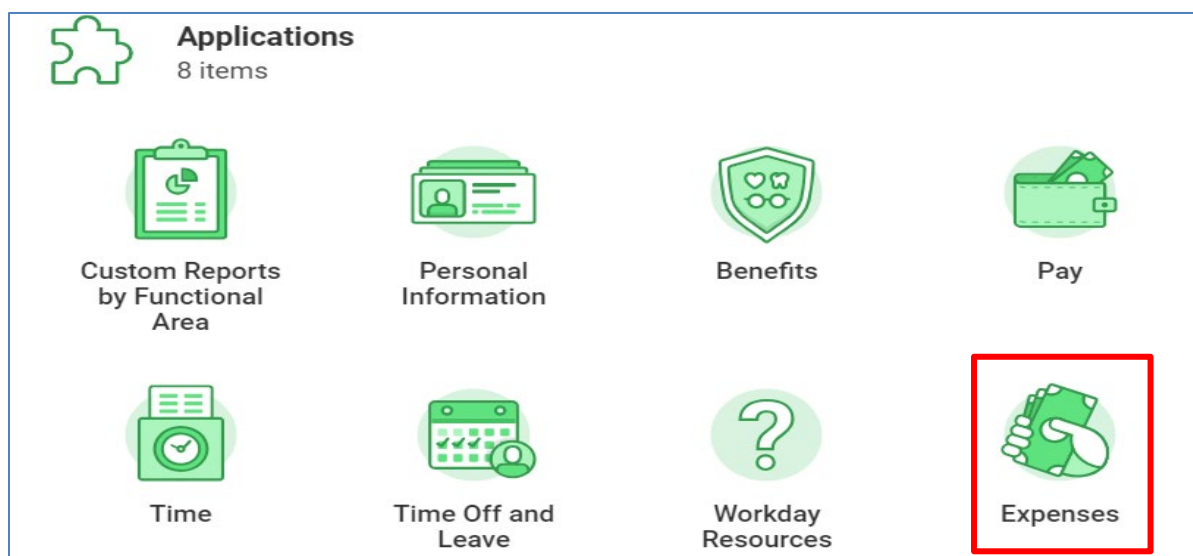 Applications
8 items
Custom Reports
by Functional
Area
Personal
Information
Benefits
Pay
Time
Time Off and
Leave
Workday
Resources
Expenses